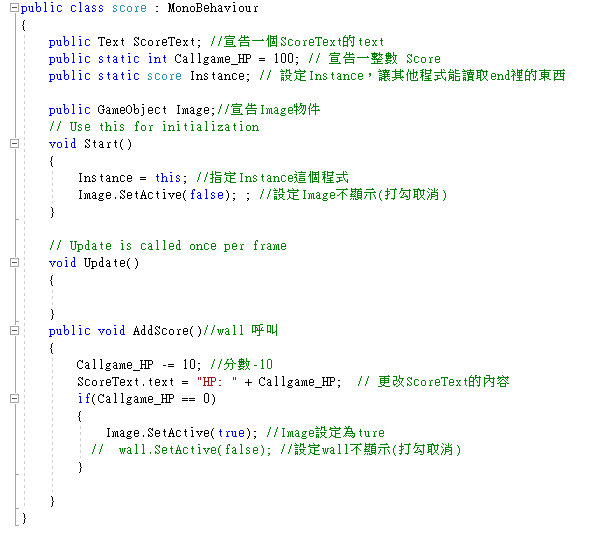 public class score : MonoBehaviour
{
    public Text ScoreText; //宣告一個ScoreText的text
    public static int Callgame_HP = 100; // 宣告一整數 Score
    public static score Instance; // 設定Instance，讓其他程式能讀取end裡的東西
    public GameObject Image;//宣告Image物件
    // Use this for initialization
    void Start()
    {
        Instance = this; //指定Instance這個程式
        Image.SetActive(false); ; //設定Image不顯示(打勾取消)
    }
    // Update is called once per frame
    void Update()
    {
    }
    public void AddScore()//wall 呼叫
    {
        Callgame_HP -= 10; //分數-10
        ScoreText.text = "HP: " + Callgame_HP;  // 更改ScoreText的內容
        if(Callgame_HP == 0)
        {
            Image.SetActive(true); //Image設定為ture
          //  wall.SetActive(false); //設定wall不顯示(打勾取消)
        }
    }
}